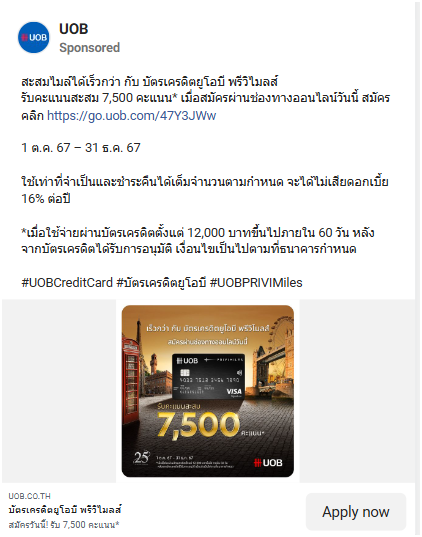 UOB
Sponsored
สะสมไมล์ได้เร็วกว่า กับ บัตรเครดิตยูโอบี พรีวิไมลส์
รับคะแนนสะสม 7,500 คะแนน* เมื่อสมัครผ่านช่องทางออนไลน์วันนี้ สมัคร
คลิก https://go.uob.com/47Y3JWw
1 ต.ค. 67 – 31 ธ.ค. 67
ใช้เท่าที่จำเป็นและชำระคืนได้เต็มจำนวนตามกำหนด จะได้ไม่เสียดอกเบี้ย
16% ต่อปี
*เมื่อใช้จ่ายผ่านบัตรเครดิตตั้งแต่ 12,000 บาทขึ้นไปภายใน 60 วัน หลัง
จากบัตรเครดิตได้รับการอนุมัติ เงื่อนไขเป็นไปตามที่ธนาคารกำหนด
#UOBCreditCard #บัตรเครดิตยูโอบี #UOBPRIVIMiles
เร็วกว่า กับ บัตรเครดิตยูโอบี พรีวิไมลส์
สมัครผ่านช่องทางออนไลน์วันนี้
UOB PRIVIMILES
VISA
รับคะแนนสะสม
7,500
คะแนน*
25
1 ต.ค. 67 - 31 ธ.ค. 67
UOB
UOB.CO.TH
บัตรเครดิตยูโอบี พรีวิไมลส์
สมัครวันนี้! รับ 7,500 คะแนน*
Apply now